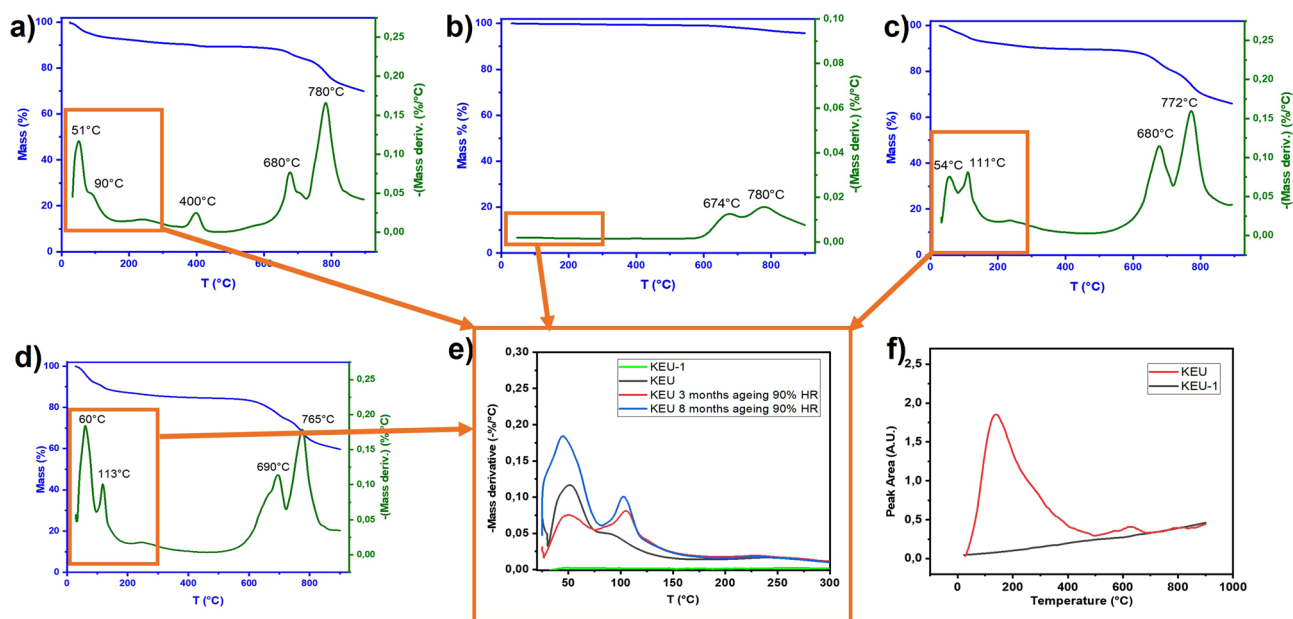 a)
100
80
60
40
20
0
Mass (%)
0,25
0,20
0,15
0,10
0,05
0,00
-(Mass deriv.) (%/°C)
51°C
90°C
400°C
680°C
780°C
0 200 400 600 800
T (°C)
b)
100
80
60
40
20
0
Mass % (%)
0,10
0,08
0,06
0,04
0,02
0,00
-(Mass deriv.) (%/°C)
674°C
780°C
0 200 400 600 800
T (°C)
c)
100
80
60
40
20
0
Mass (%)
0,25
0,20
0,15
0,10
0,05
0,00
-(Mass deriv.) (%/°C)
54°C
111°C
680°C
772°C
0 200 400 600 800
T (°C)
d)
100
80
60
40
20
0
Mass (%)
0,25
0,20
0,15
0,10
0,05
0,00
-(Mass deriv.) (%/°C)
60°C
113°C
690°C
765°C
0 200 400 600 800
T (°C)
e)
0,30
0,25
0,20
0,15
0,10
0,05
0,00
-Mass derivative (-%/°C)
KEU-1
KEU
KEU 3 months ageing 90% HR
KEU 8 months ageing 90% HR
50 100 150 200 250 300
T (°C)
f)
2,5
2,0
1,5
1,0
0,5
0,0
Peak Area (A.U.)
KEU
KEU-1
0 200 400 600 800 1000
Temperature (°C)